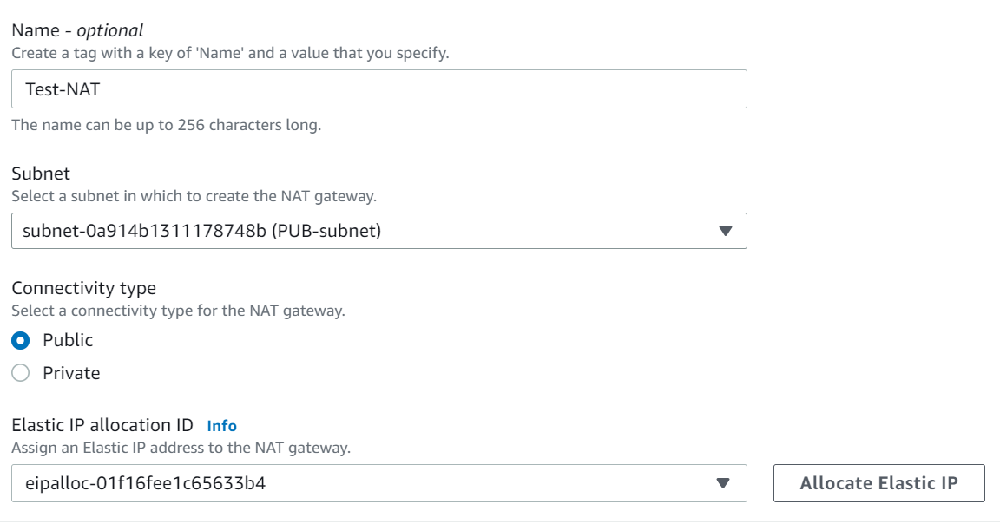 Name - optional
Create a tag with a key of 'Name' and a value that you specify.
Test-NAT
The name can be up to 256 characters long.
Subnet
Select a subnet in which to create the NAT gateway.
subnet-0a914b1311178748b (PUB-subnet)
Connectivity type
Select a connectivity type for the NAT gateway.
Public
Private
Elastic IP allocation ID Info
Assign an Elastic IP address to the NAT gateway.
eipalloc-01f16fee1c65633b4 Allocate Elastic IP